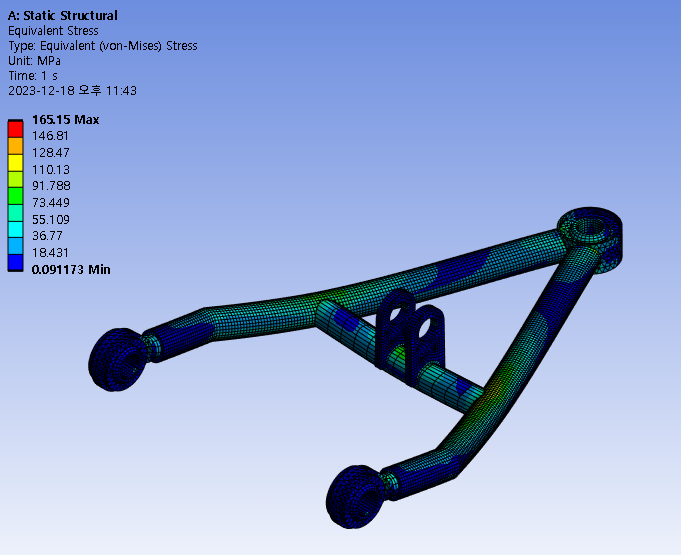 A: Static Structural
Equivalent Stress
Type: Equivalent (von-Mises) Stress
Unit: MPa
Time: 1 s
2023-12-18 오후 11:43
165.15 Max
146.81
128.47
110.13
91.788
73.449
55.109
36.77
18.431
0.091173 Min